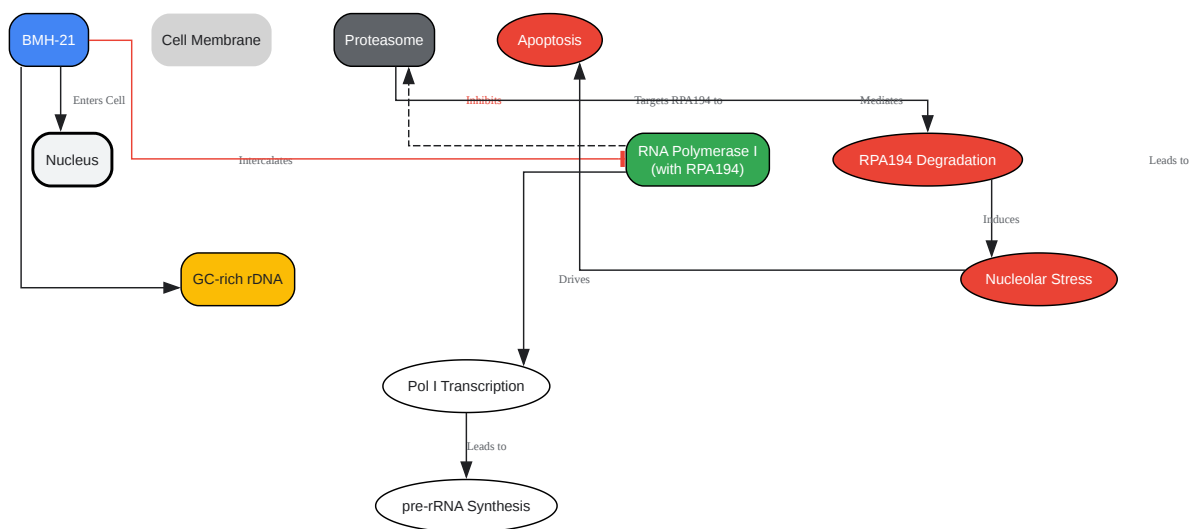 BMH-21
Cell Membrane
Proteasome
Apoptosis
Enters Cell
Inhibits
Targets RPA194 to
Mediates
Nucleus
Intercalates
RNA Polymerase I
(with RPA194)
RPA194 Degradation
Leads to
Induces
GC-rich rDNA
Drives
Nucleolar Stress
Pol I Transcription
Leads to
pre-rRNA Synthesis